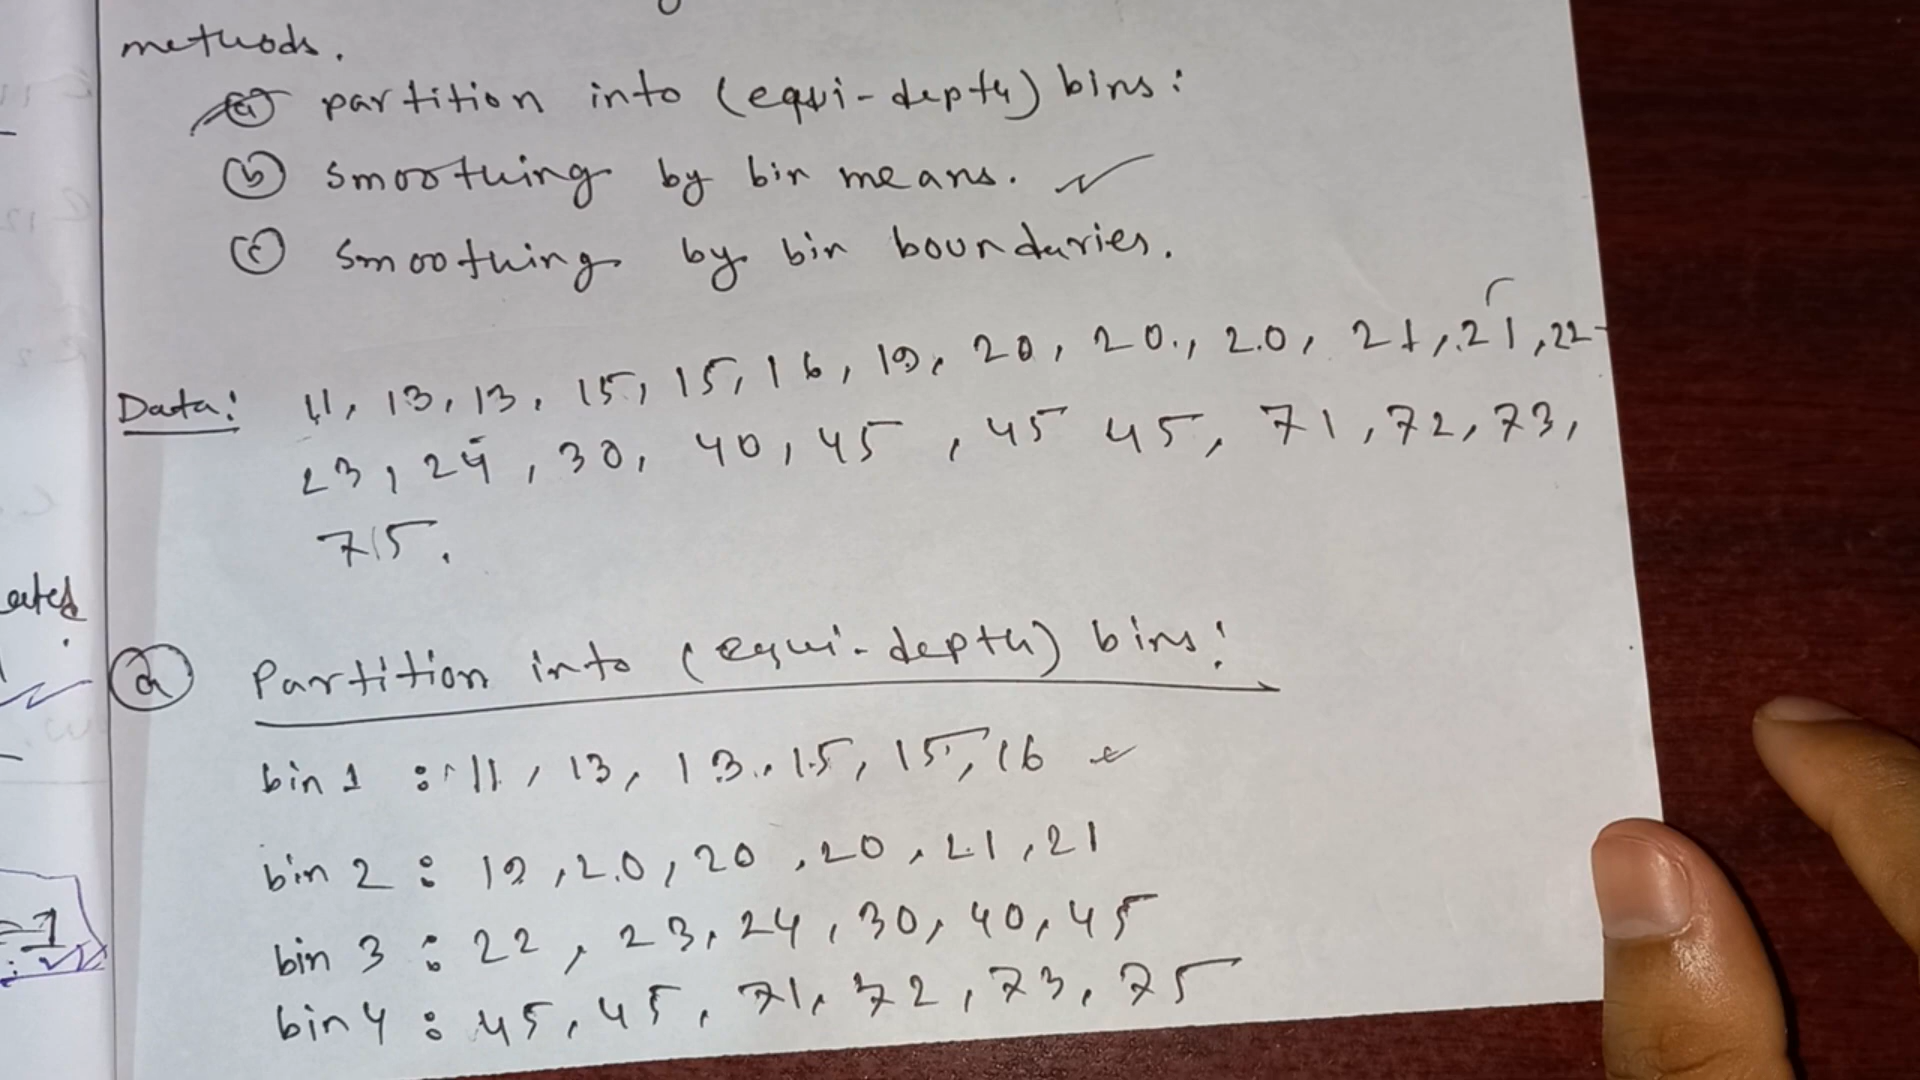 methods.
(a) partition into (equi-depth) bins:
(b) smoothing by bin means.
(c) smoothing by bin boundaries.
Data: 11, 13, 13, 15, 15, 16, 19, 20, 20, 20, 21, 21, 22
23, 24, 30, 40, 45, 45 45, 71, 72, 73,
75.
(a) Partition into (equi-depth) bins:
bin 1 : 11, 13, 13, 15, 15, 16
bin 2 : 19, 20, 20, 20, 21, 21
bin 3 : 22, 23, 24, 30, 40, 45
bin 4 : 45, 45, 71, 72, 73, 75